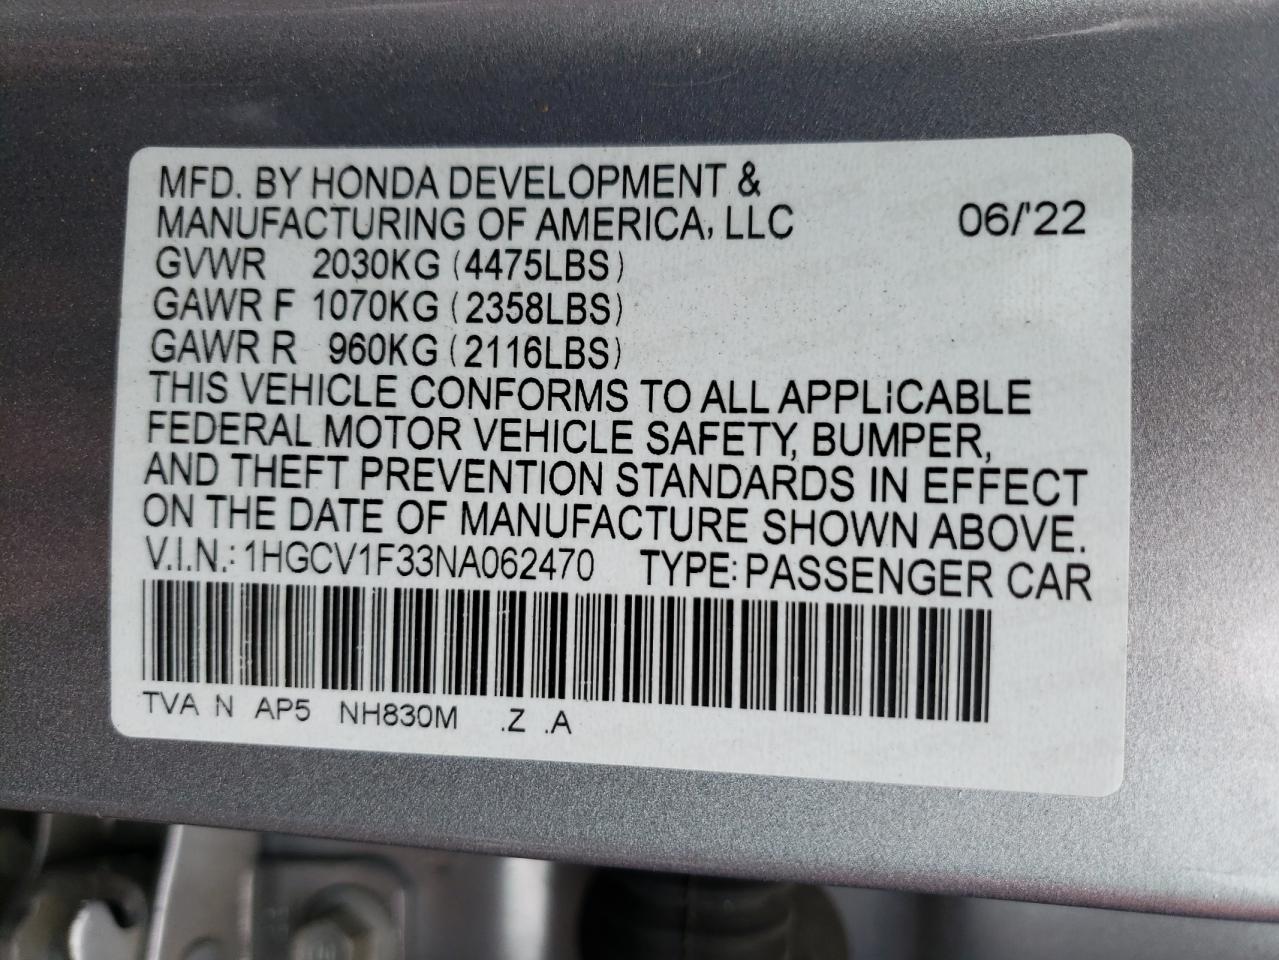 MFD. BY HONDA DEVELOPMENT &
MANUFACTURING OF AMERICA, LLC 06/'22
GVWR 2030KG (4475LBS)
GAWR F 1070KG (2358LBS)
GAWR R 960KG (2116LBS)
THIS VEHICLE CONFORMS TO ALL APPLiCABLE
FEDERAL MOTOR VEHICLE SAFETY, BUMPER,
AND THEFT PREVENTION STANDARDS IN EFFECT
ON THE DATE OF MANUFACTURE SHOWN ABOVE.
V.I.N.: 1HGCV1F33NA062470 TYPE: PASSENGER CAR
TVA N AP5 NH830M .Z .A